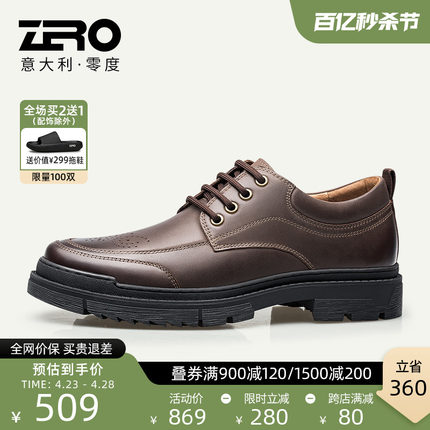 ZERO
意大利·零度
百亿秒杀节
全场买2送1
(配饰除外)
ZERO
送价值¥299拖鞋
限量100双
全网价保 买贵退差
预估到手价
TIME: 4.23 - 4.28
¥509
叠券满900减120/1500减200
活动价
¥869
限时立减
¥280
跨店满减
¥80
立省
360